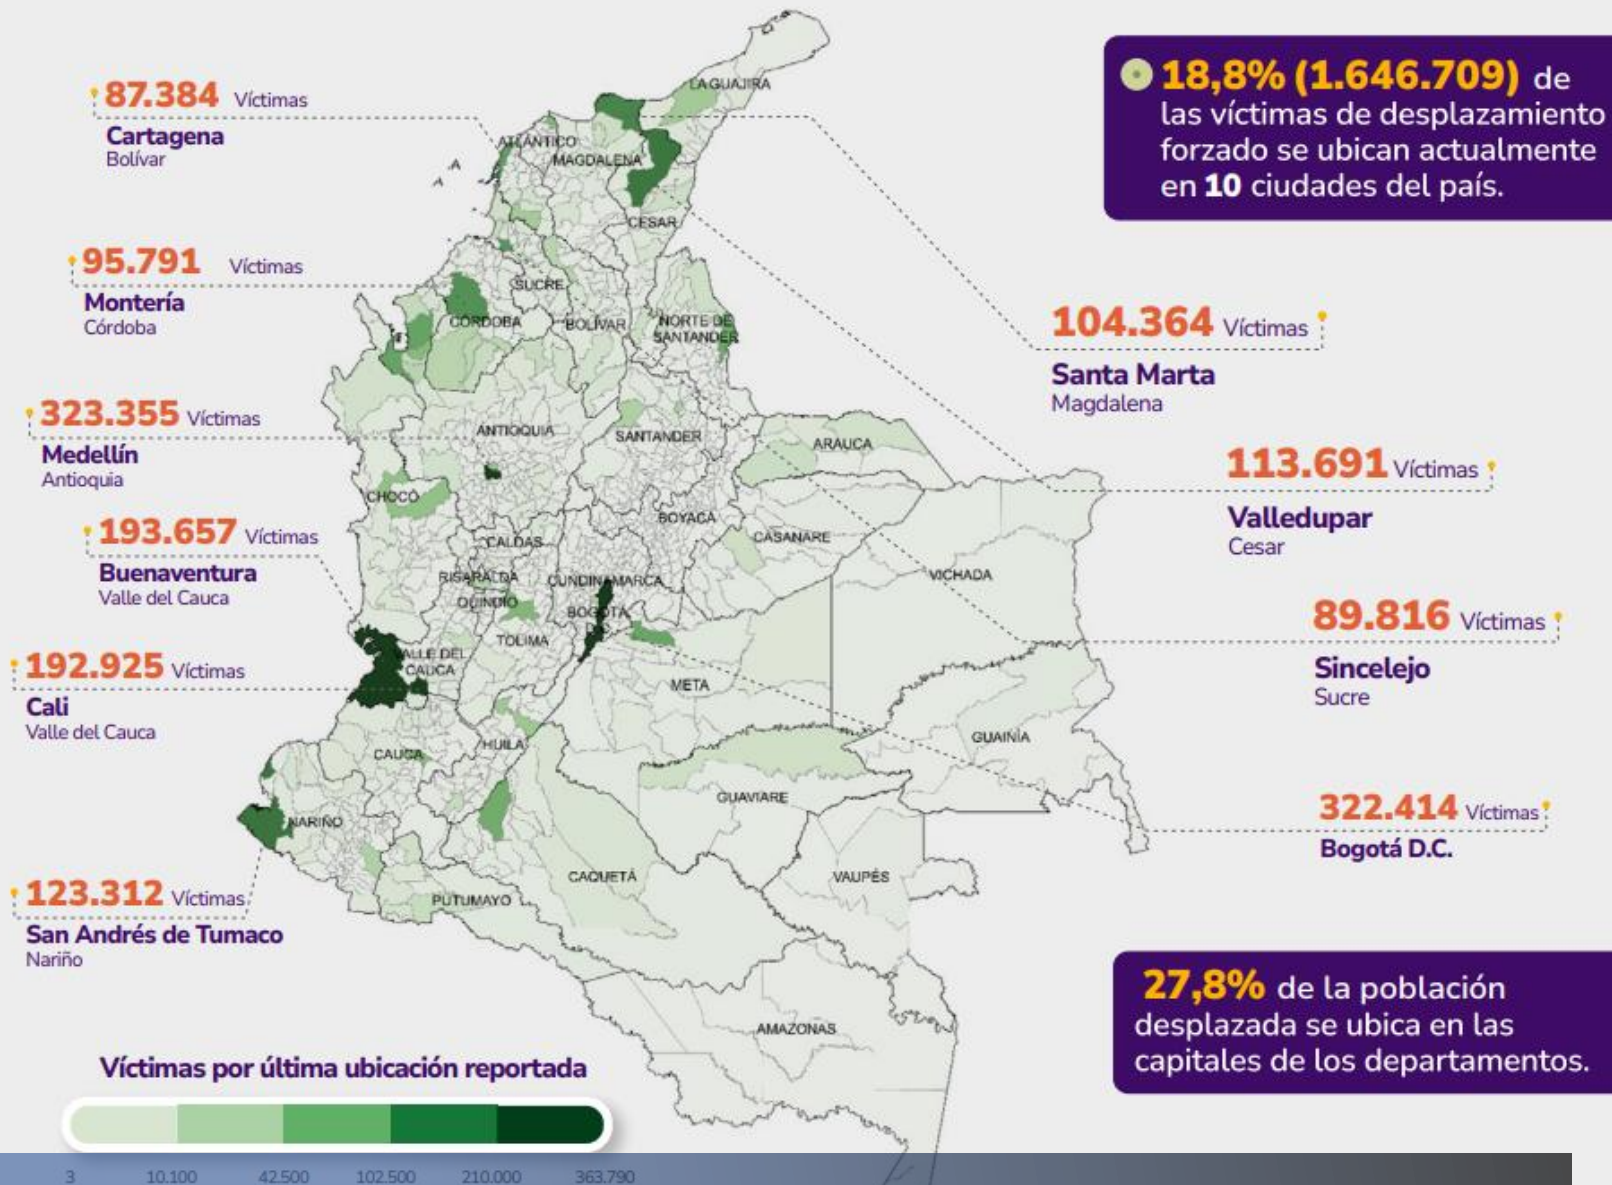 87.384 Víctimas
Cartagena
Bolívar
95.791 Víctimas
Montería
Córdoba
323.355 Víctimas
Medellín
Antioquia
193.657 Víctimas
Buenaventura
Valle del Cauca
192.925 Víctimas
Cali
Valle del Cauca
123.312 Víctimas
San Andrés de Tumaco
Nariño
18,8% (1.646.709) de
las víctimas de desplazamiento
forzado se ubican actualmente
en 10 ciudades del país.
104.364 Víctimas
Santa Marta
Magdalena
113.691 Víctimas
Valledupar
Cesar
89.816 Víctimas
Sincelejo
Sucre
322.414 Víctimas
Bogotá D.C.
27,8% de la población
desplazada se ubica en las
capitales de los departamentos.
LA GUAJIRA
ATLÁNTICO
MAGDALENA
CESAR
SUCRE
CÓRDOBA
BOLÍVAR
NORTE DE
SANTANDER
ANTIOQUIA
SANTANDER
ARAUCA
CHOCÓ
BOYACÁ
CALDAS
CASANARE
RISARALDA
CUNDINAMARCA
VICHADA
QUINDÍO
BOGOTÁ
TOLIMA
VALLE DEL
CAUCA
META
CAUCA
HUILA
GUAINÍA
GUAVIARE
NARIÑO
CAQUETÁ
VAUPÉS
PUTUMAYO
AMAZONAS
Víctimas por última ubicación reportada
3 10.100 42.500 102.500 210.000 363.790